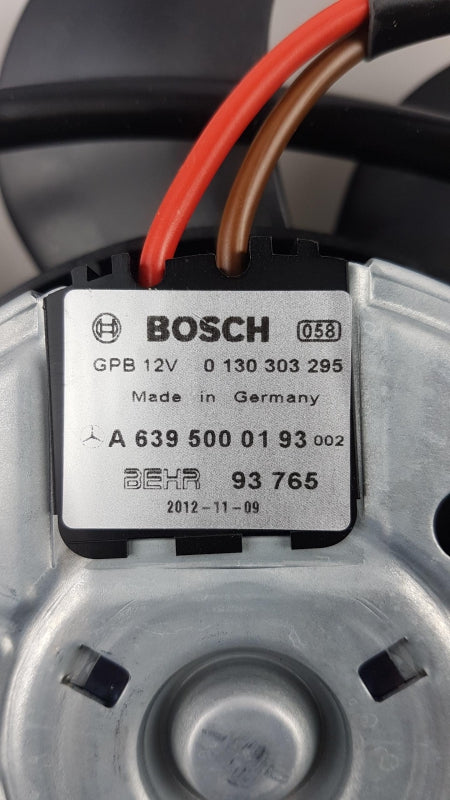 BOSCH 058
GPB 12V 0 130 303 295
Made in Germany
A 639 500 01 93 002
BEHR 93 765
2012-11-09